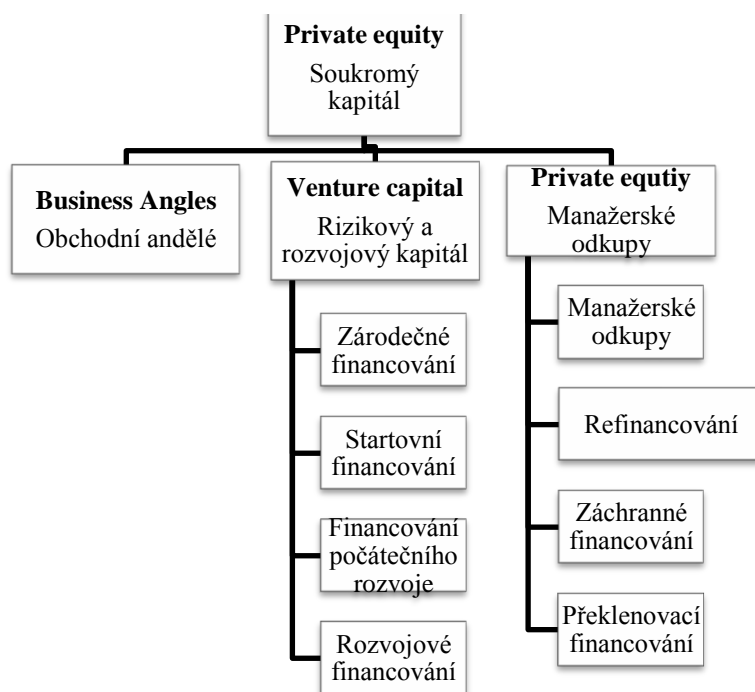 Private equity
Soukromý
kapitál
Business Angles
Obchodní andělé
Venture capital
Rizikový a
rozvojový kapitál
Zárodečné
financování
Startovní
financování
Financování
počátečního
rozvoje
Rozvojové
financování
Private equtiy
Manažerské
odkupy
Manažerské
odkupy
Refinancování
Záchranné
financování
Překlenovací
financování